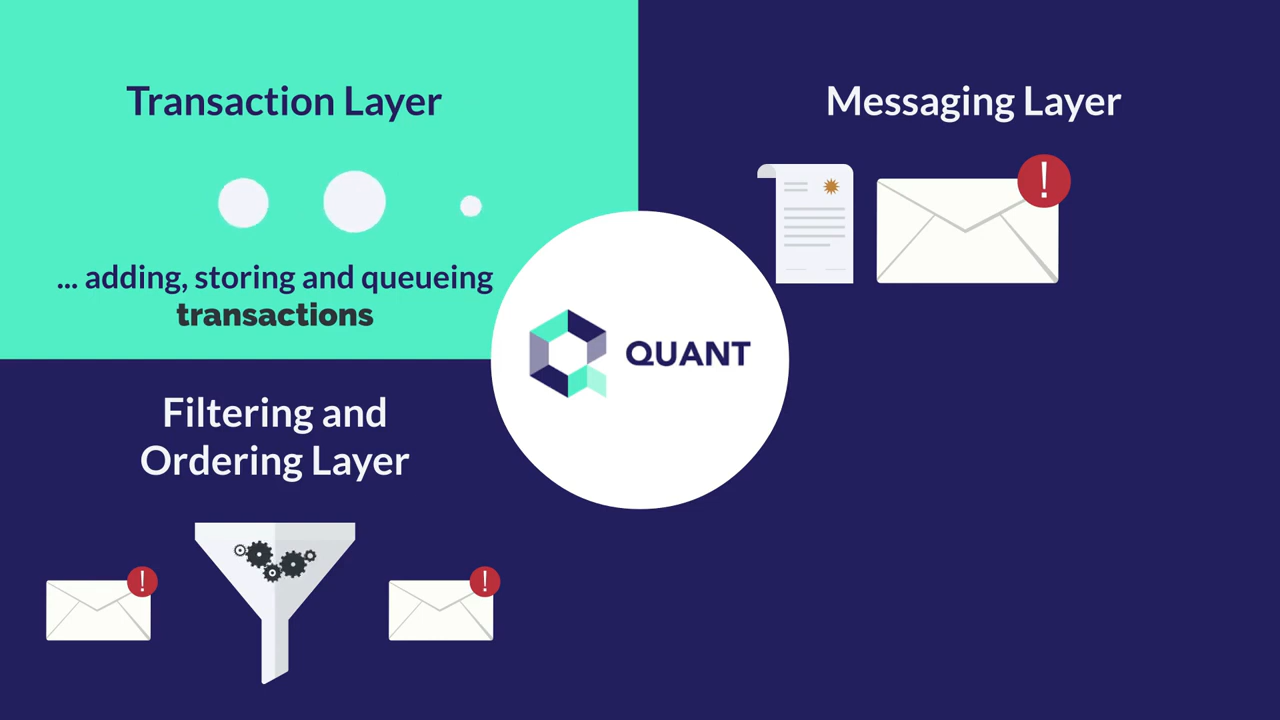 Transaction Layer
... adding, storing and queueing
transactions
Messaging Layer
!
QUANT
Filtering and
Ordering Layer
!
!